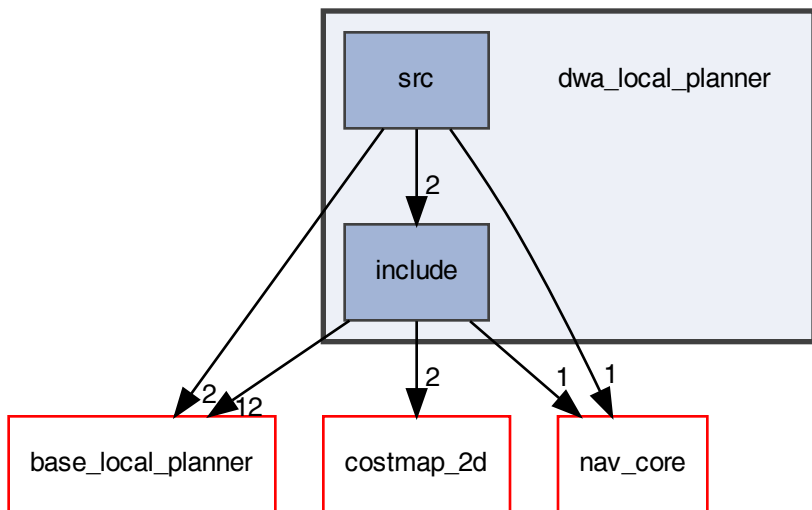 src
dwa_local_planner
2
include
2
12
2
1
1
base_local_planner
costmap_2d
nav_core